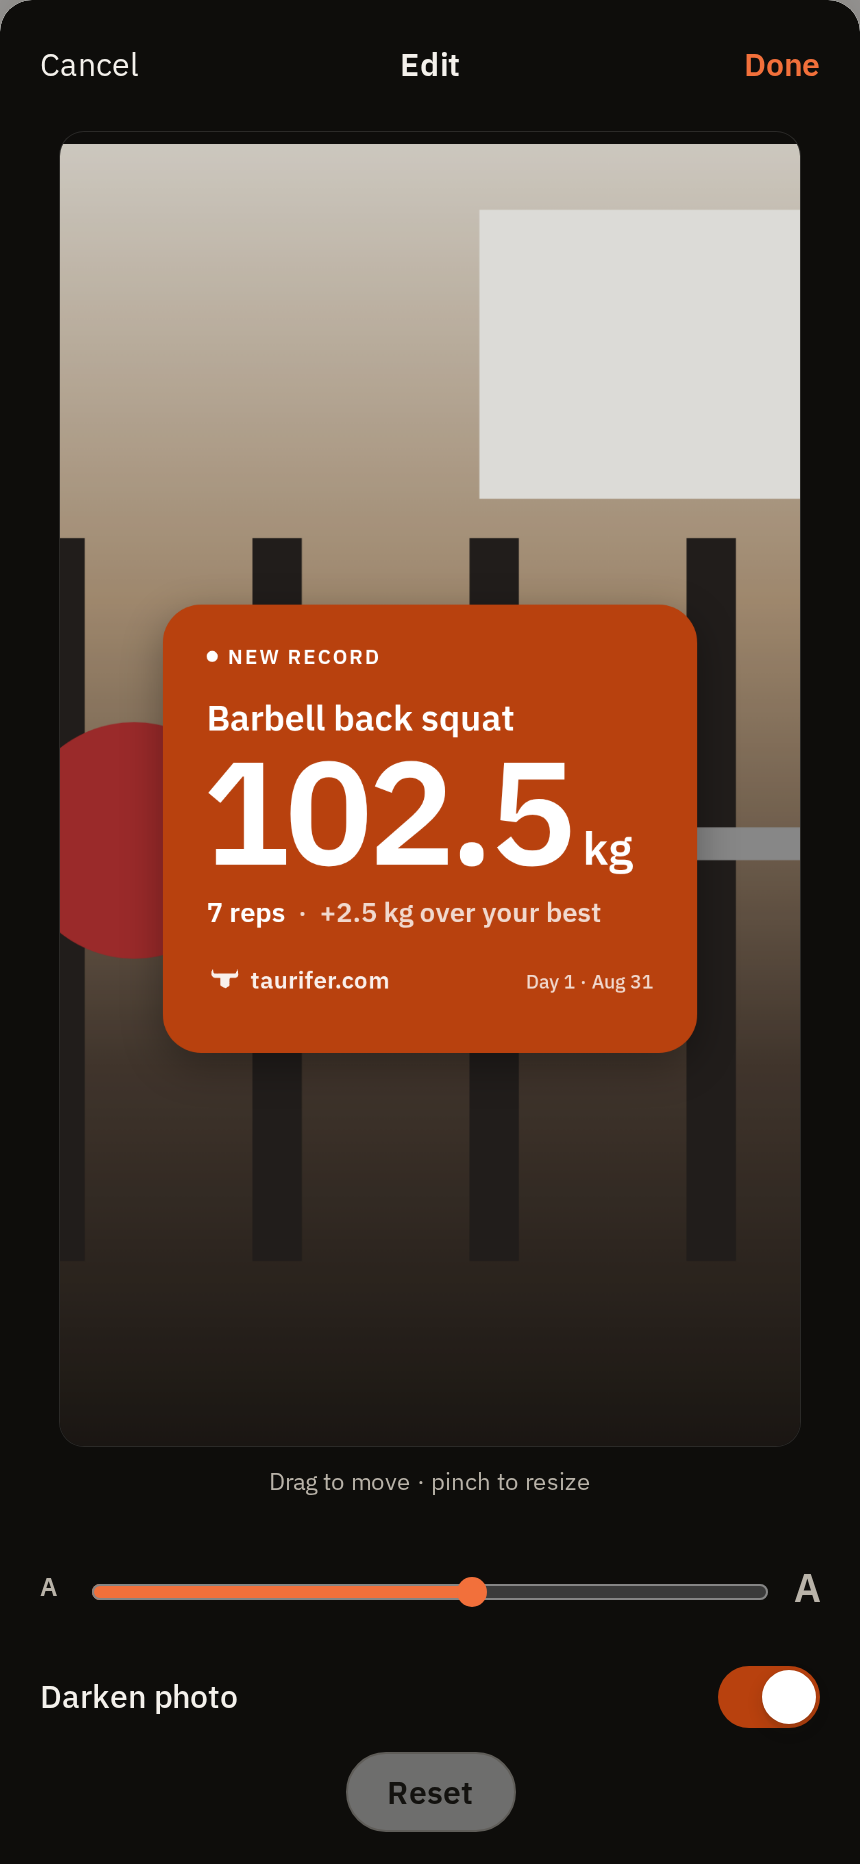 Cancel Edit Done
NEW RECORD
Barbell back squat
102.5 kg
7 reps · +2.5 kg over your best
taurifer.com Day 1 · Aug 31
Drag to move · pinch to resize
A A
Darken photo
Reset